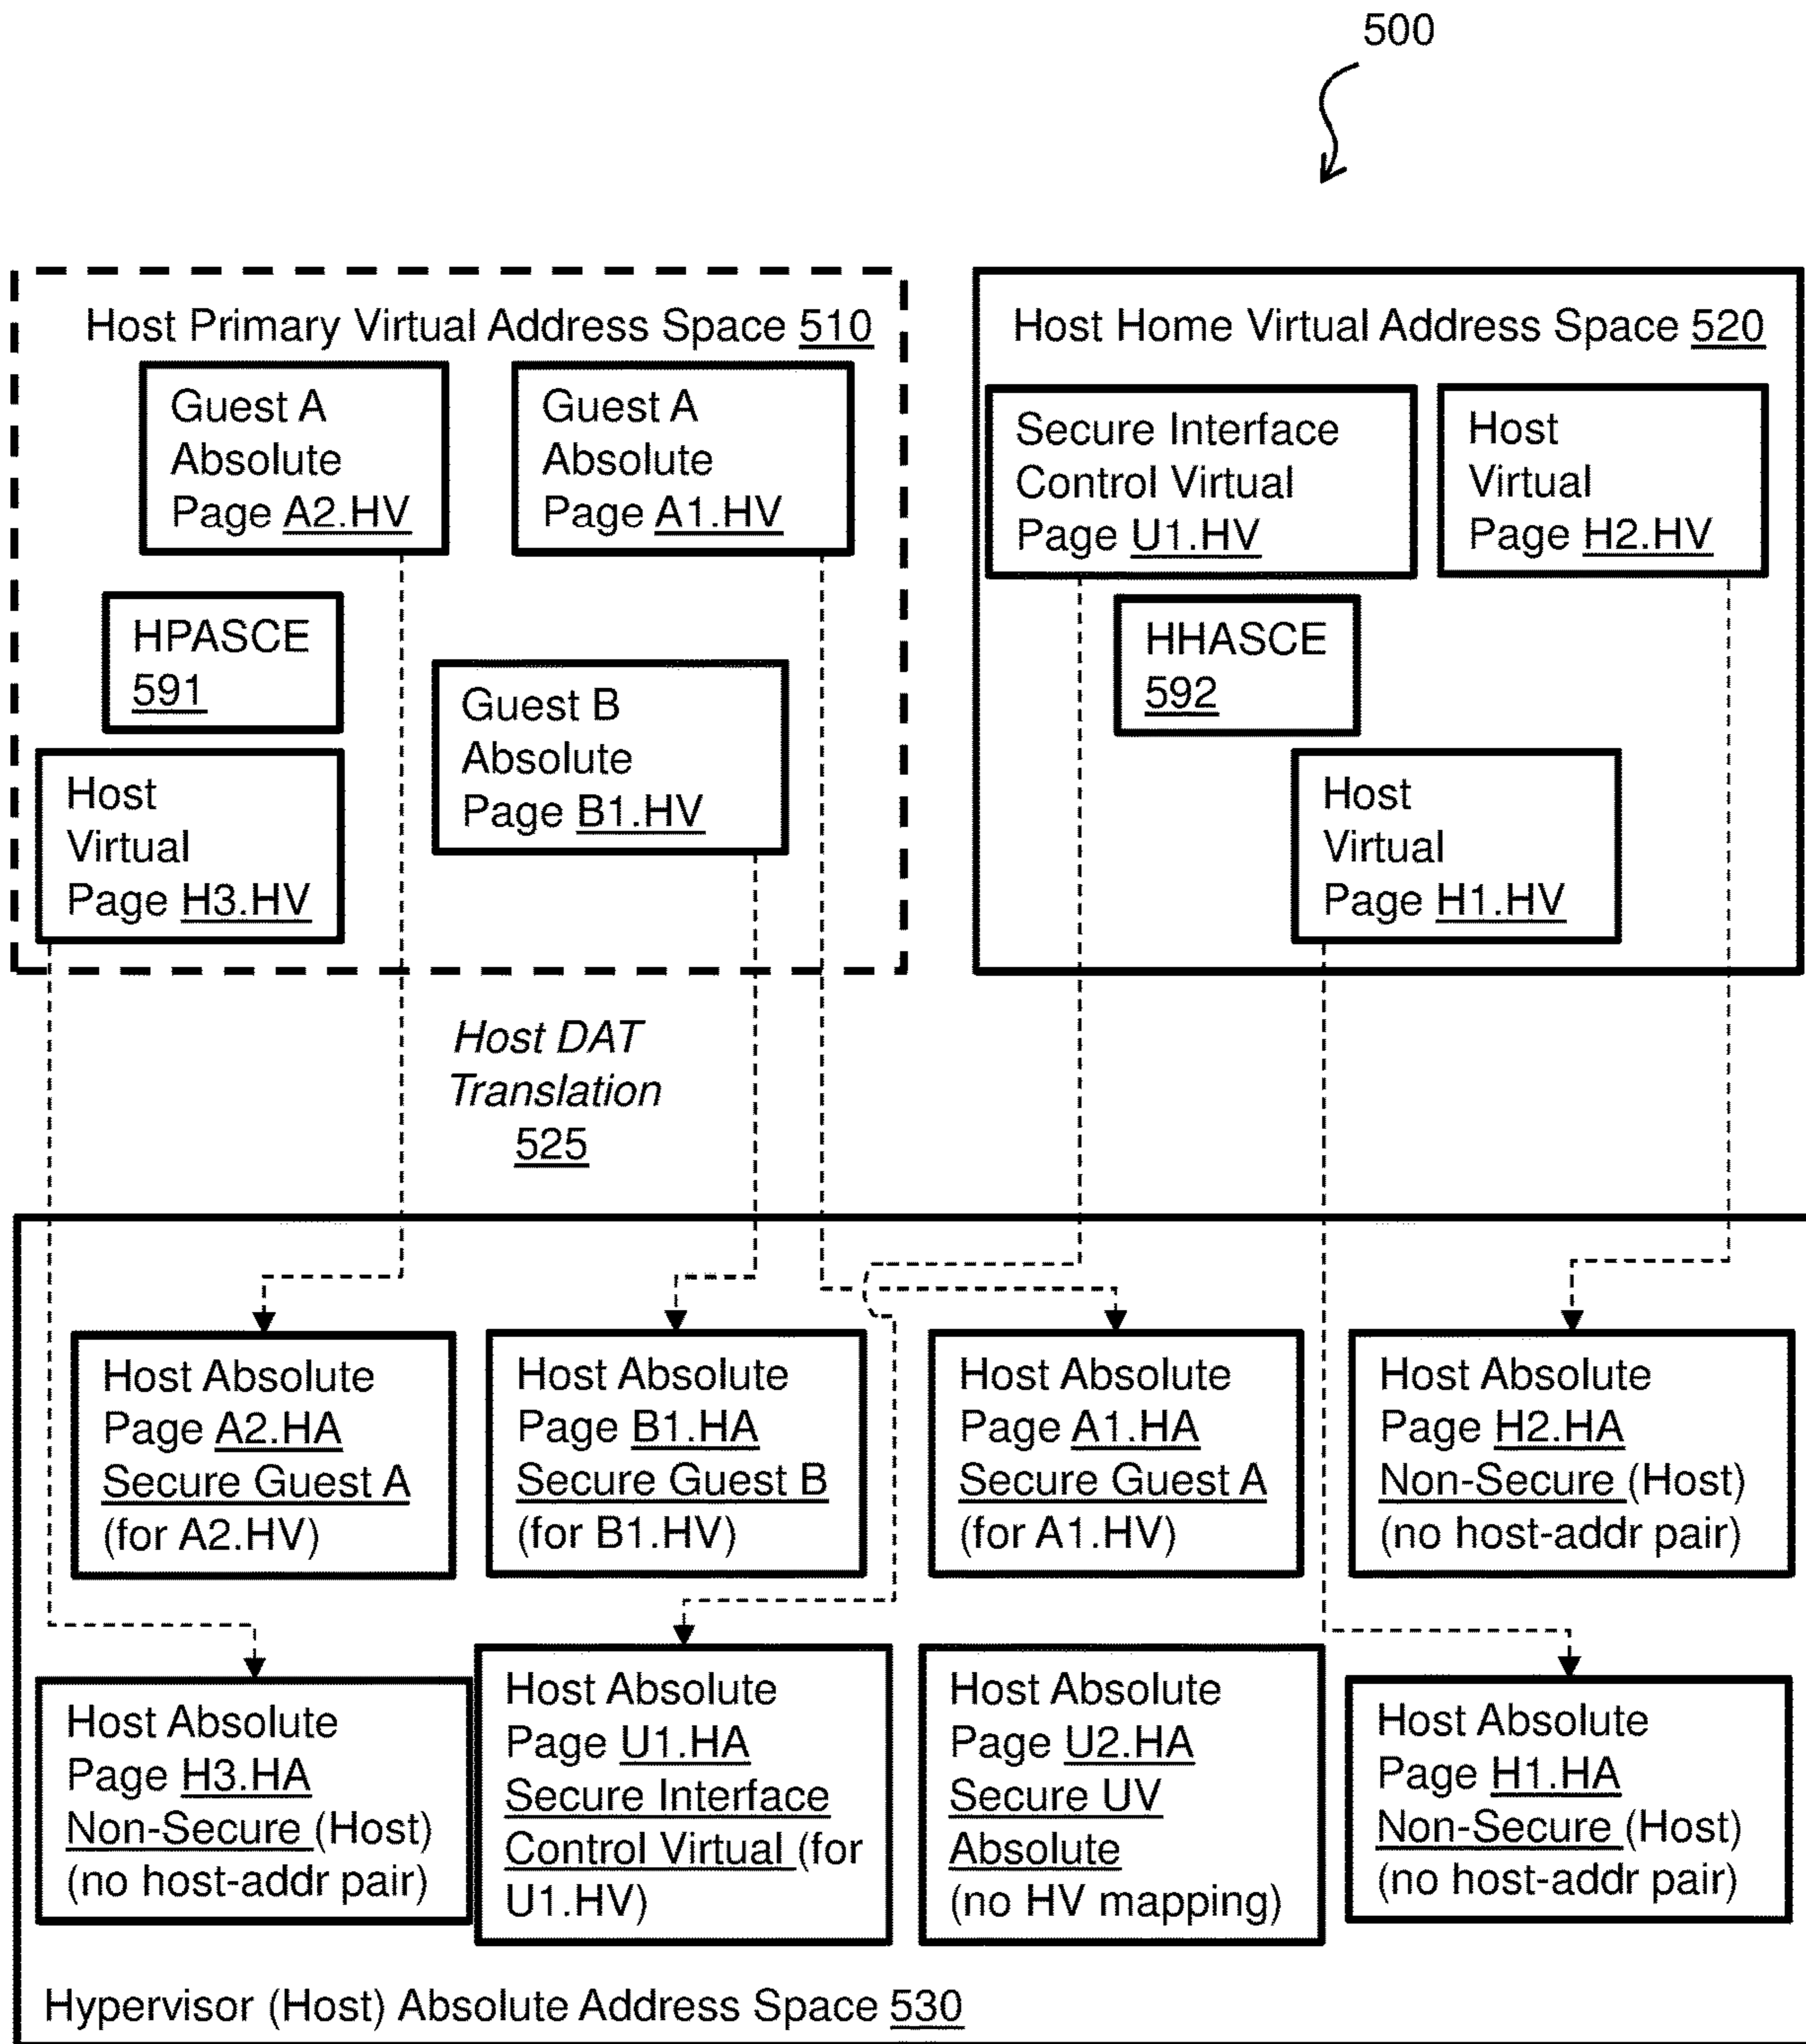 500
Host Primary Virtual Address Space 510
Guest A
Absolute
Page A2.HV
Guest A
Absolute
Page A1.HV
HPASCE
591
Guest B
Absolute
Page B1.HV
Host
Virtual
Page H3.HV
Host Home Virtual Address Space 520
Secure Interface
Control Virtual
Page U1.HV
Host
Virtual
Page H2.HV
HHASCE
592
Host
Virtual
Page H1.HV
Host DAT
Translation
525
Host Absolute
Page A2.HA
Secure Guest A
(for A2.HV)
Host Absolute
Page B1.HA
Secure Guest B
(for B1.HV)
Host Absolute
Page A1.HA
Secure Guest A
(for A1.HV)
Host Absolute
Page H2.HA
Non-Secure (Host)
(no host-addr pair)
Host Absolute
Page H3.HA
Non-Secure (Host)
(no host-addr pair)
Host Absolute
Page U1.HA
Secure Interface
Control Virtual (for
U1.HV)
Host Absolute
Page U2.HA
Secure UV
Absolute
(no HV mapping)
Host Absolute
Page H1.HA
Non-Secure (Host)
(no host-addr pair)
Hypervisor (Host) Absolute Address Space 530